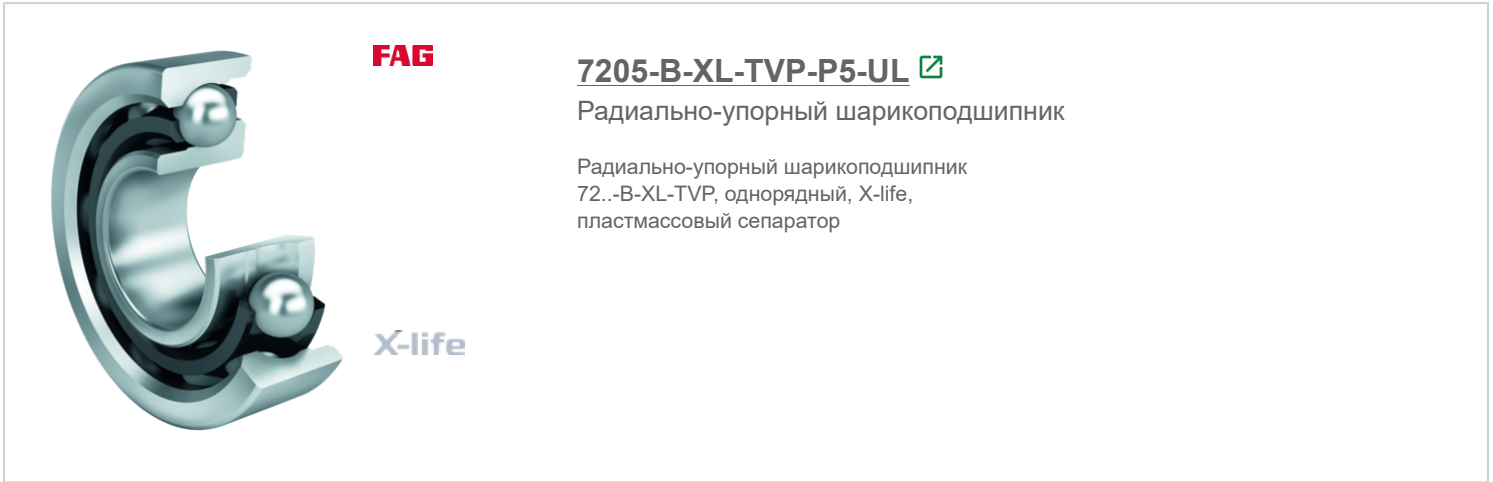 FAG
7205-B-XL-TVP-P5-UL
Радиально-упорный шарикоподшипник
Радиально-упорный шарикоподшипник
72..-B-XL-TVP, однорядный, X-life,
пластмассовый сепаратор
X-life